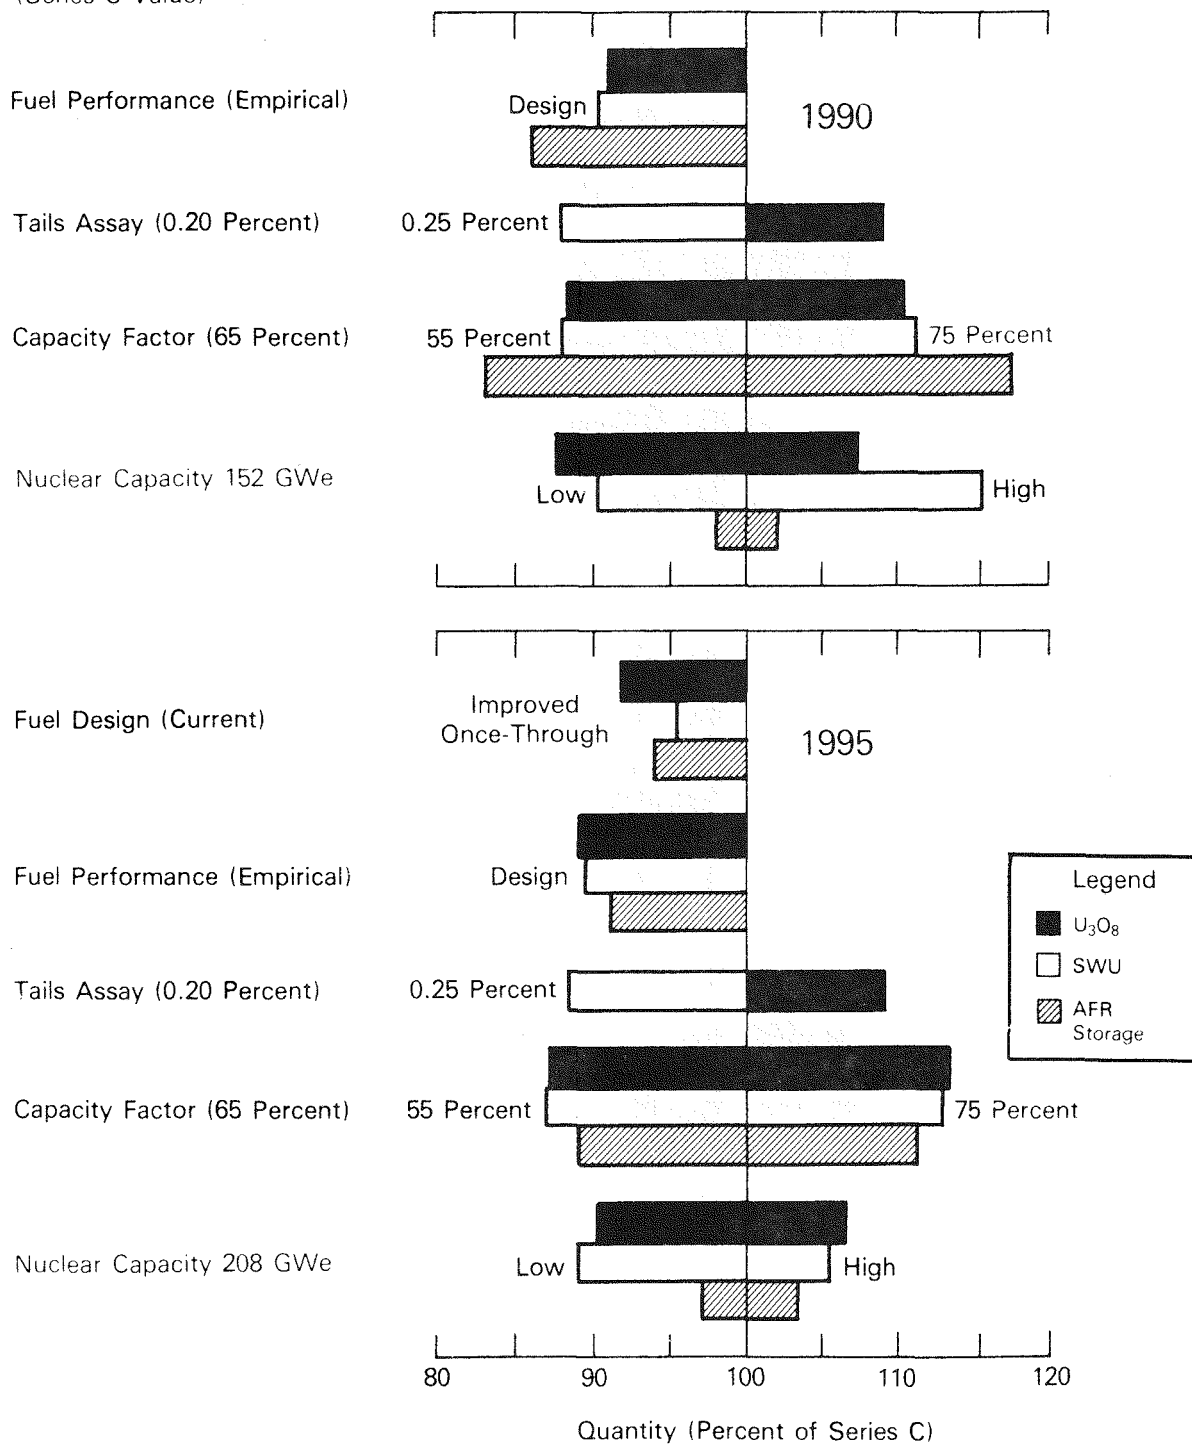 Fuel Performance (Empirical)
Design
1990
Tails Assay (0.20 Percent)
0.25 Percent
Capacity Factor (65 Percent)
55 Percent
75 Percent
Nuclear Capacity 152 GWe
Low
High
Fuel Design (Current)
Improved
Once-Through
1995
Fuel Performance (Empirical)
Design
Legend
U₃O₈
SWU
AFR
Storage
Tails Assay (0.20 Percent)
0.25 Percent
Capacity Factor (65 Percent)
55 Percent
75 Percent
Nuclear Capacity 208 GWe
Low
High
80 90 100 110 120
Quantity (Percent of Series C)